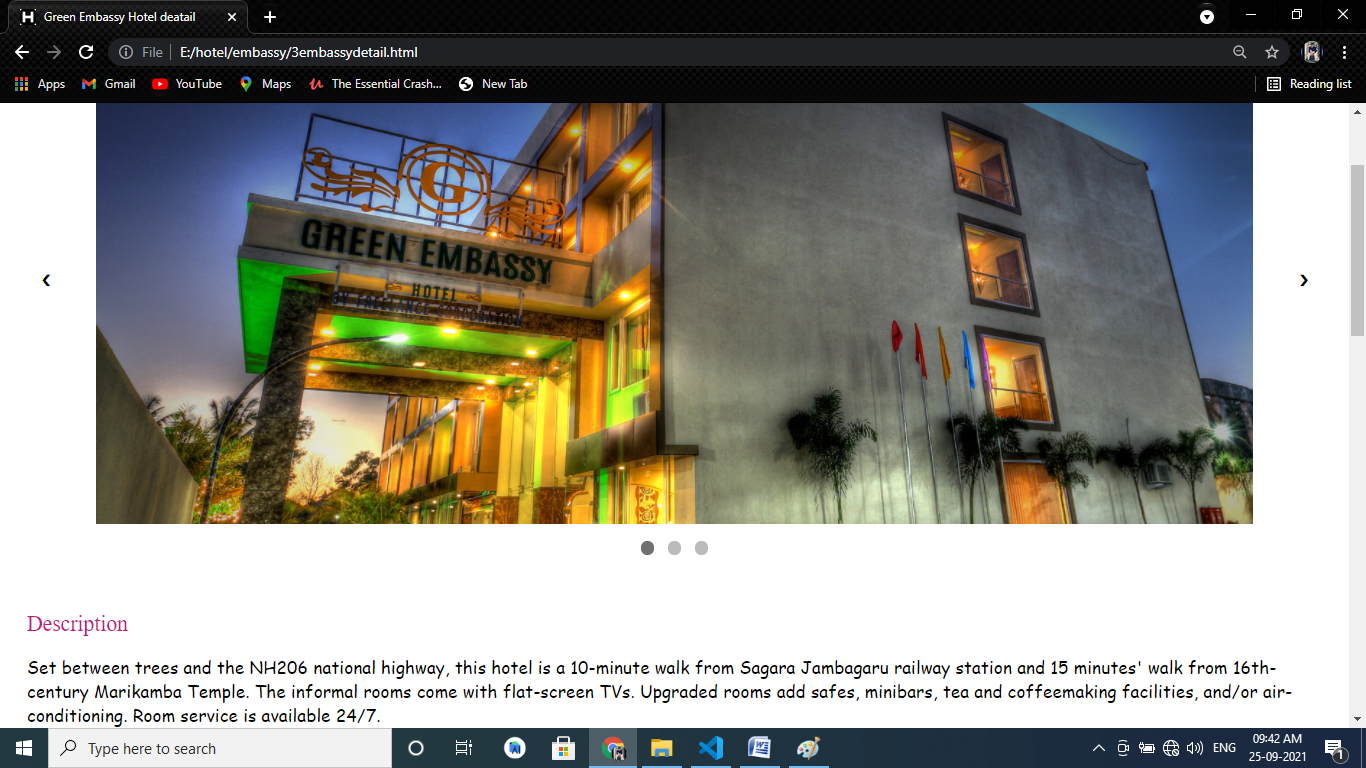 Green Embassy Hotel deatail
File
E:/hotel/embassy/3embassydetail.html
Apps
Gmail
YouTube
Maps
The Essential Crash...
New Tab
Reading list
G
GREEN EMBASSY
HOTEL
BY FREELANCE CORPORATION
Description
Set between trees and the NH206 national highway, this hotel is a 10-minute walk from Sagara Jambagaru railway station and 15 minutes' walk from 16th-
century Marikamba Temple. The informal rooms come with flat-screen TVs. Upgraded rooms add safes, minibars, tea and coffeemaking facilities, and/or air-
conditioning. Room service is available 24/7.
Type here to search
ENG
09:42 AM
25-09-2021
1